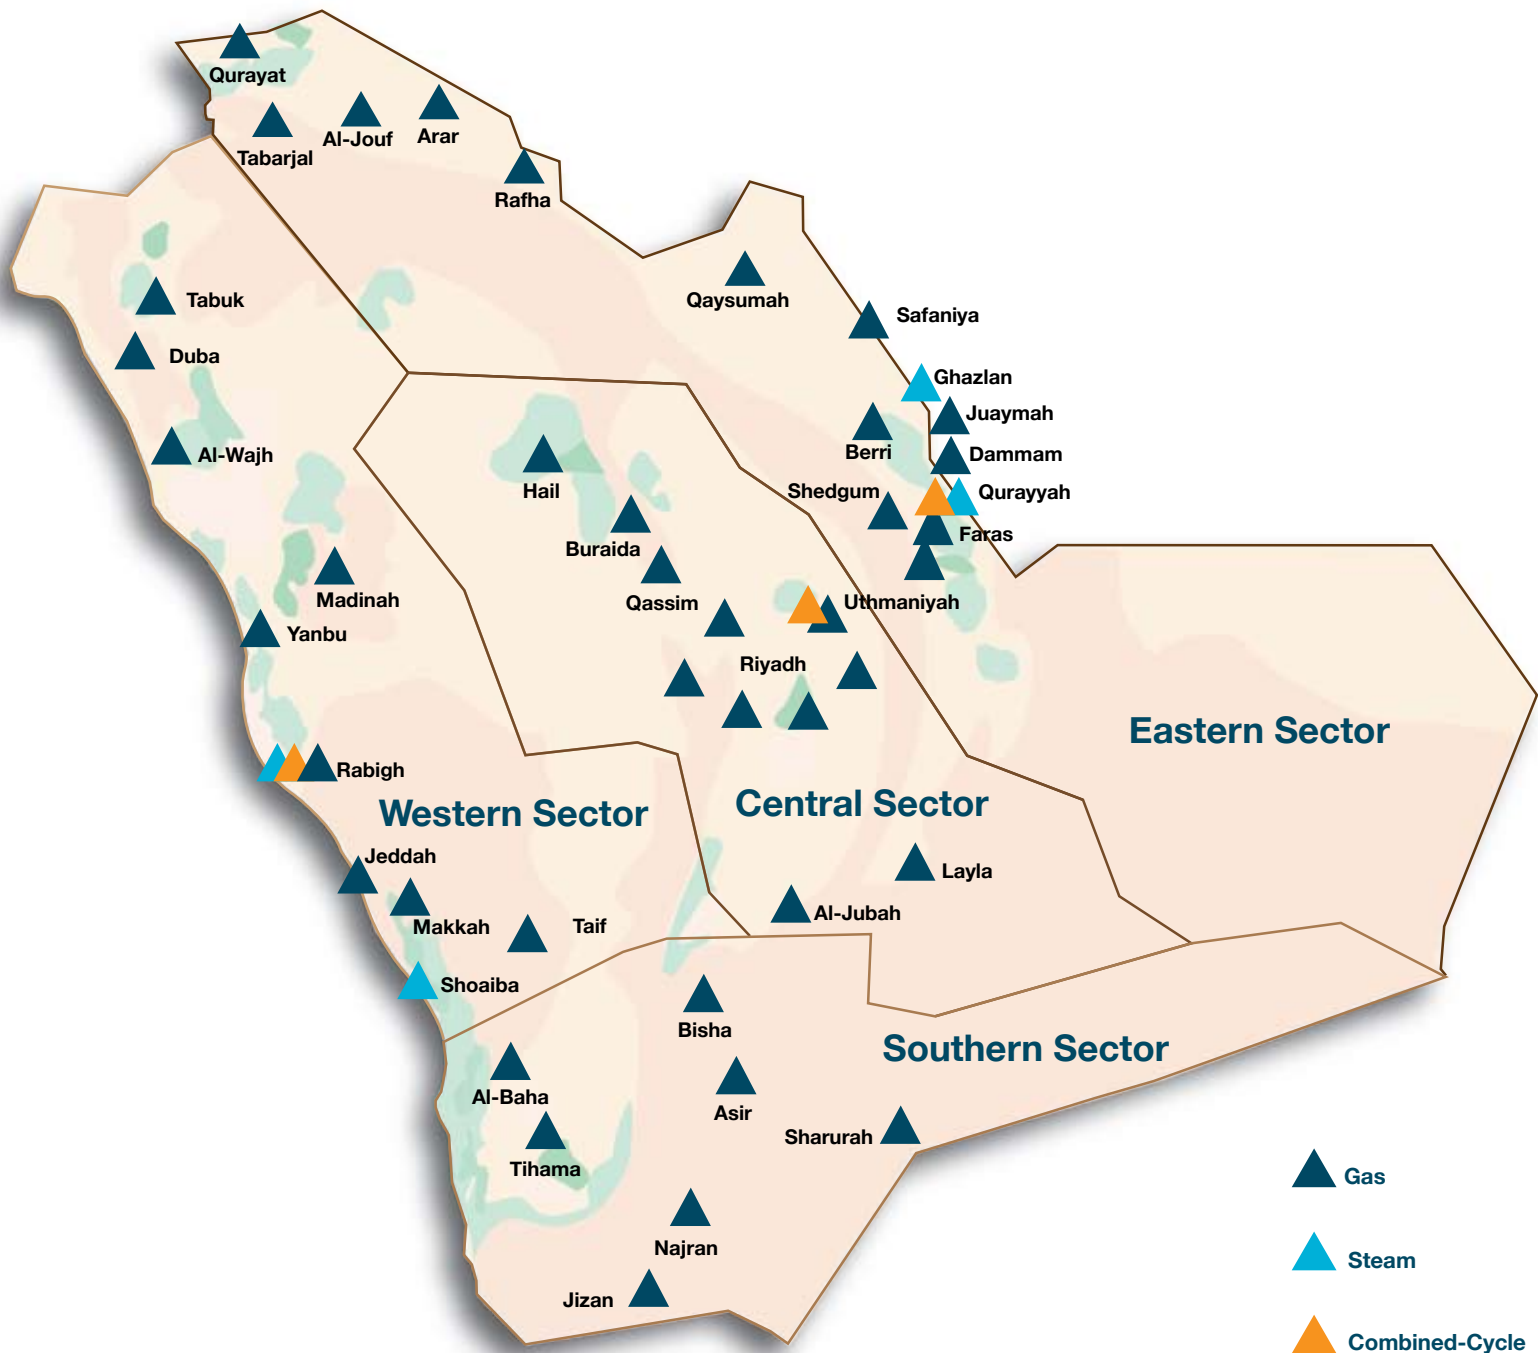 Qurayat
Tabarjal
Al-Jouf
Arar
Rafha
Tabuk
Duba
Al-Wajh
Qaysumah
Safaniya
Ghazlan
Juaymah
Berri
Dammam
Shedgum
Qurayyah
Faras
Uthmaniyah
Hail
Buraida
Qassim
Riyadh
Madinah
Yanbu
Rabigh
Western Sector
Central Sector
Eastern Sector
Jeddah
Makkah
Taif
Shoaiba
Layla
Al-Jubah
Bisha
Southern Sector
Al-Baha
Asir
Sharurah
Tihama
Najran
Jizan
Gas
Steam
Combined-Cycle